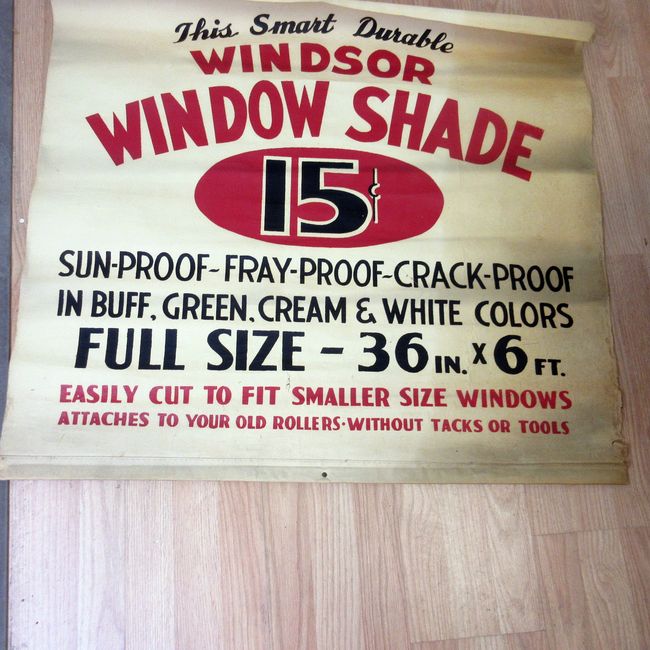 This Smart Durable
WINDSOR
WINDOW SHADE
15¢
SUN-PROOF-FRAY-PROOF-CRACK-PROOF
IN BUFF, GREEN, CREAM & WHITE COLORS
FULL SIZE - 36 IN. X 6 FT.
EASILY CUT TO FIT SMALLER SIZE WINDOWS
ATTACHES TO YOUR OLD ROLLERS·WITHOUT TACKS OR TOOLS